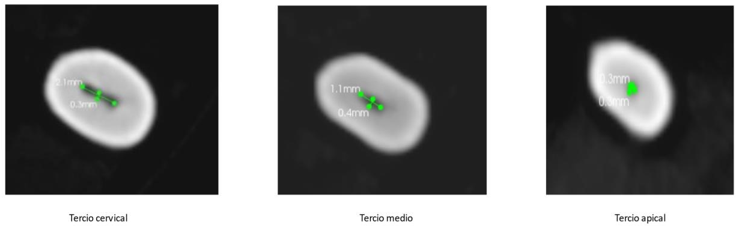 2.1mm
0.3mm
1.1mm
0.4mm
0.3mm
0.3mm
Tercio cervical
Tercio medio
Tercio apical